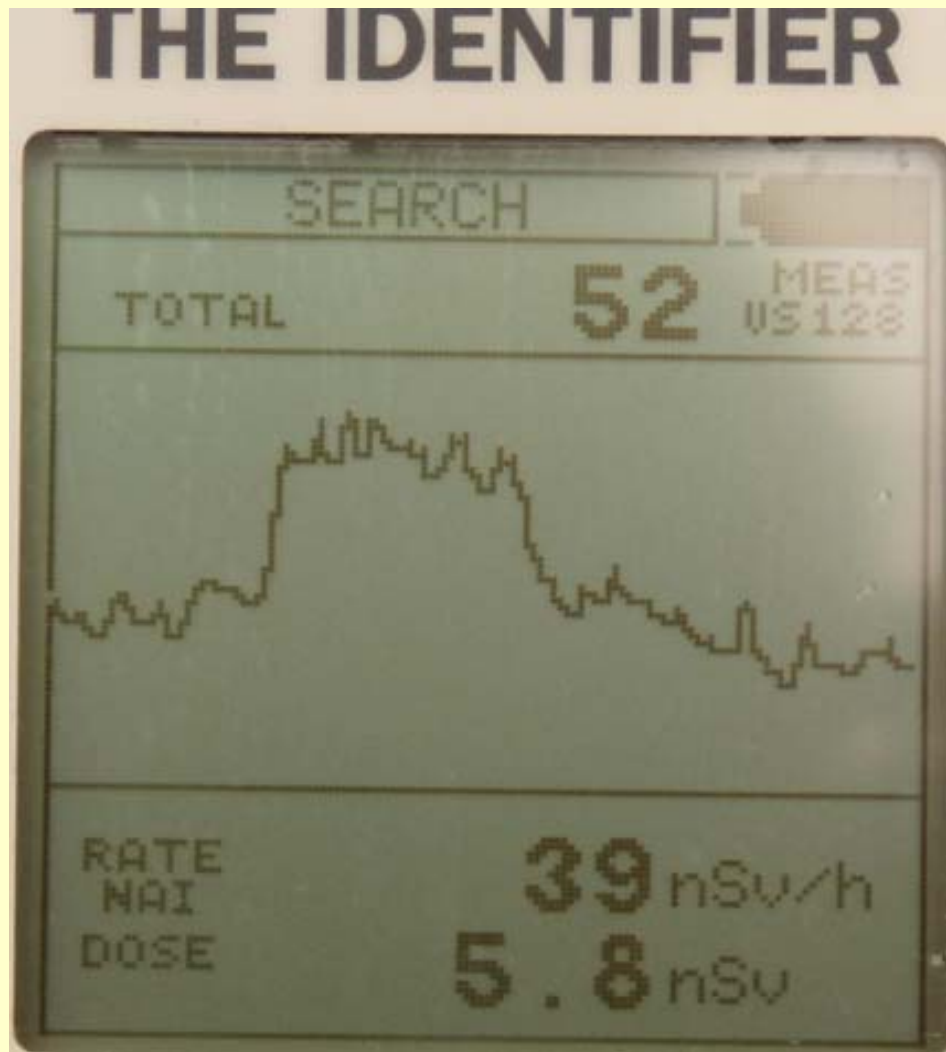 THE IDENTIFIER
SEARCH
TOTAL 52 MEAS
VS128
RATE 39 nSv/h
NAI
DOSE 5.8 nSv